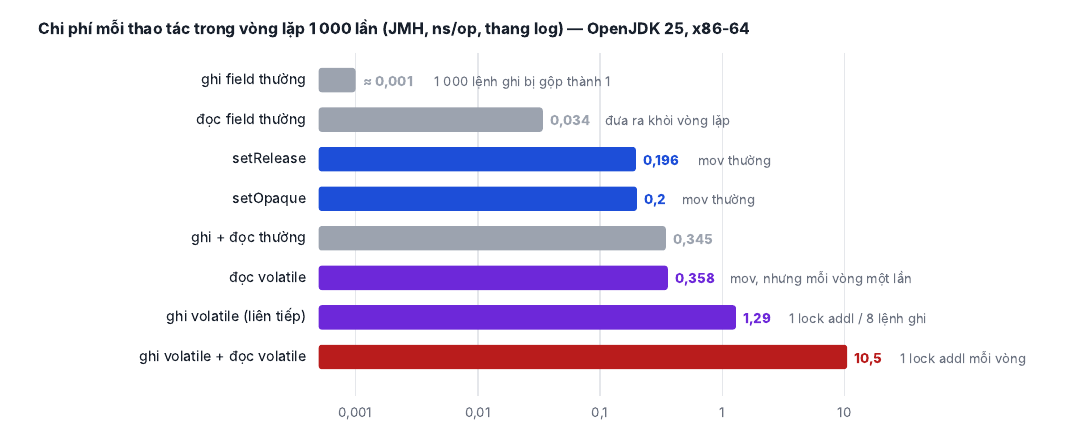 Chi phí mỗi thao tác trong vòng lặp 1 000 lần (JMH, ns/op, thang log) — OpenJDK 25, x86-64
ghi field thường ≈ 0,001 1 000 lệnh ghi bị gộp thành 1
đọc field thường 0,034 đưa ra khỏi vòng lặp
setRelease 0,196 mov thường
setOpaque 0,2 mov thường
ghi + đọc thường 0,345
đọc volatile 0,358 mov, nhưng mỗi vòng một lần
ghi volatile (liên tiếp) 1,29 1 lock addl / 8 lệnh ghi
ghi volatile + đọc volatile 10,5 1 lock addl mỗi vòng
0,001 0,01 0,1 1 10